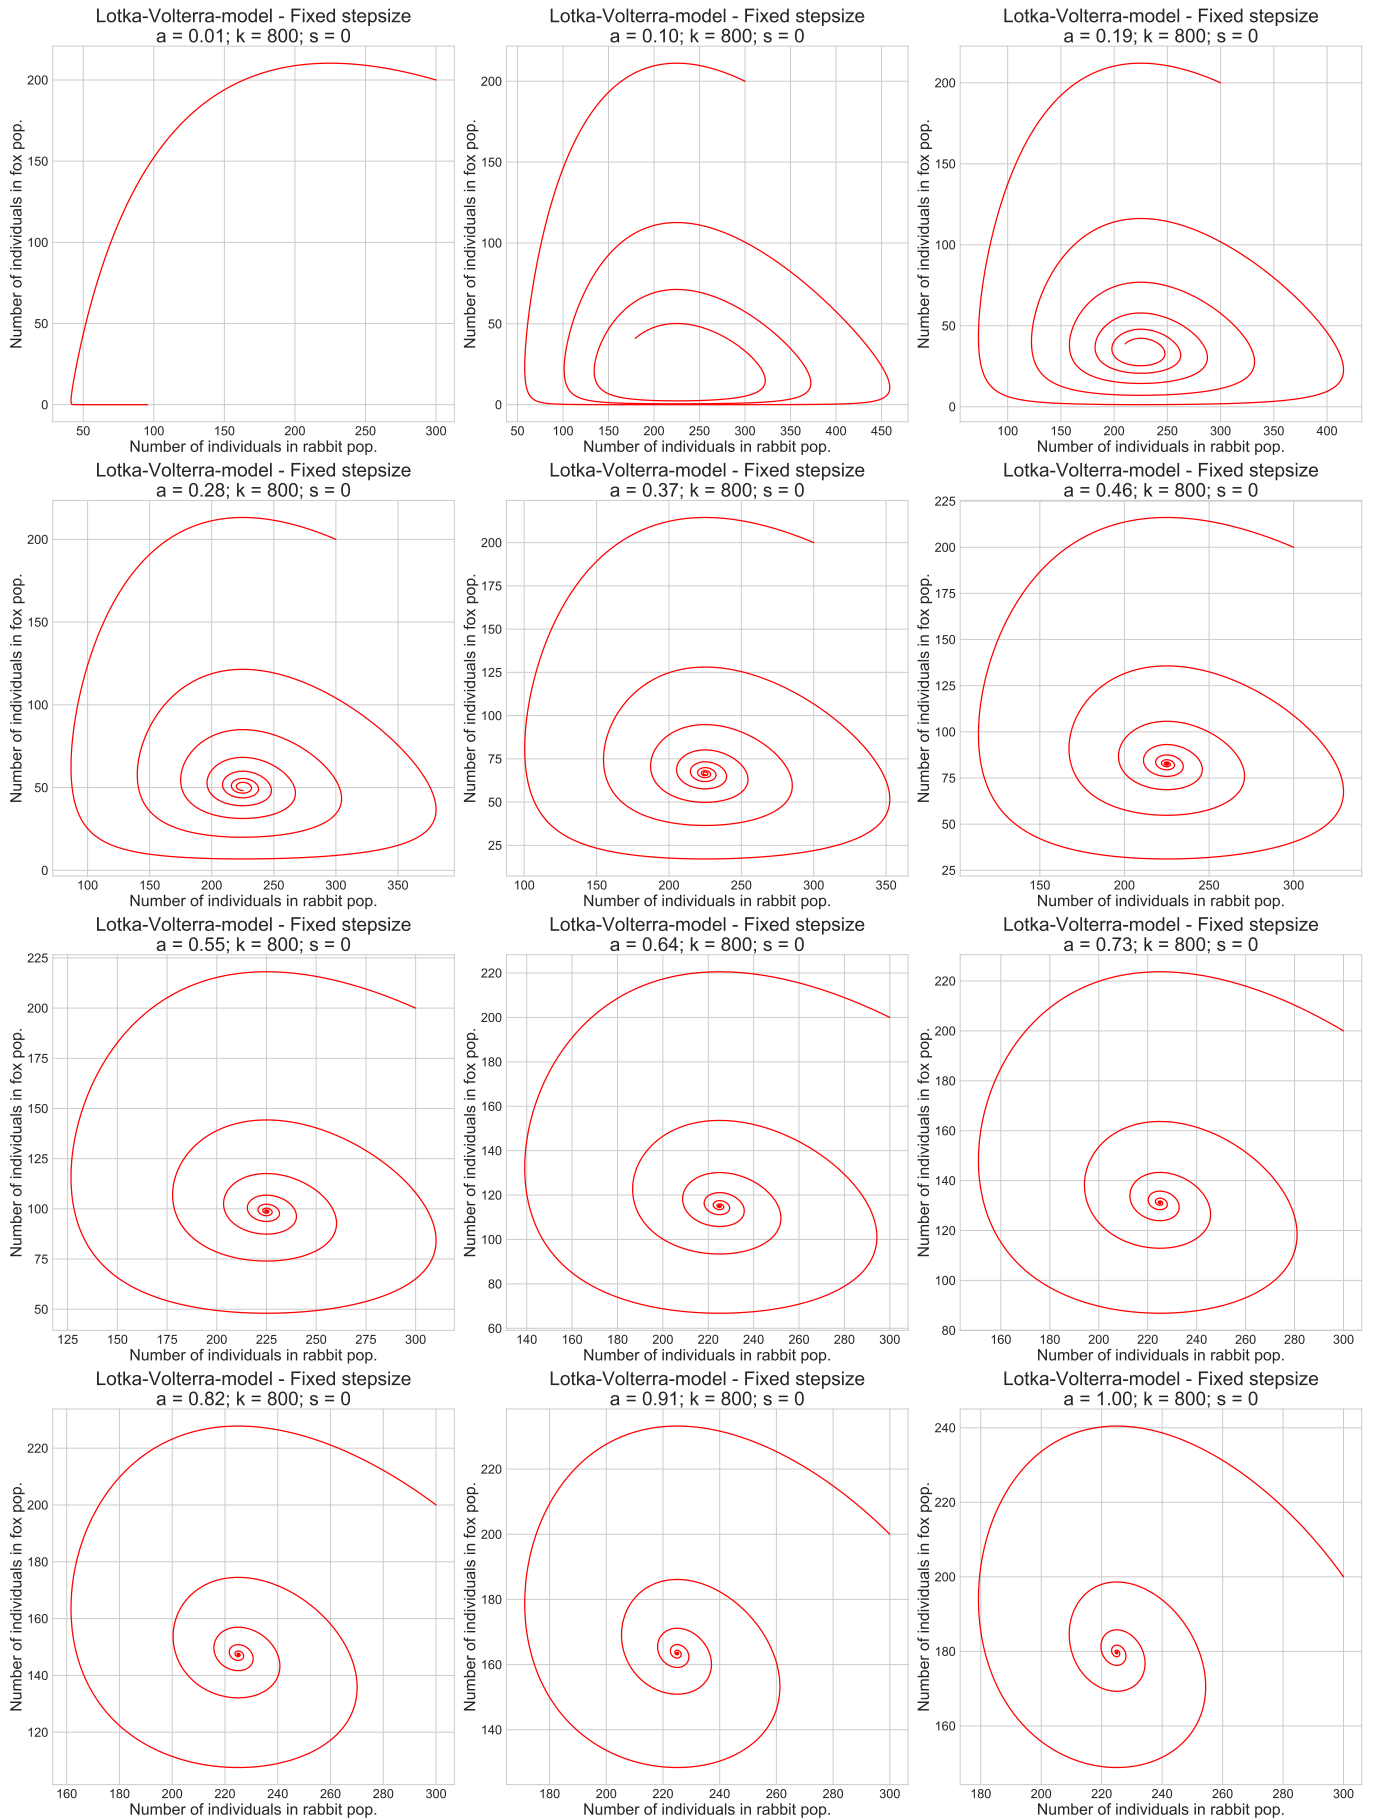 Lotka-Volterra-model - Fixed stepsize
a = 0.01; k = 800; s = 0
Number of individuals in fox pop.
200
150
100
50
0
50 100 150 200 250 300
Number of individuals in rabbit pop.
Lotka-Volterra-model - Fixed stepsize
a = 0.10; k = 800; s = 0
Number of individuals in fox pop.
200
150
100
50
0
50 100 150 200 250 300 350 400 450
Number of individuals in rabbit pop.
Lotka-Volterra-model - Fixed stepsize
a = 0.19; k = 800; s = 0
Number of individuals in fox pop.
200
150
100
50
0
100 150 200 250 300 350 400
Number of individuals in rabbit pop.
Lotka-Volterra-model - Fixed stepsize
a = 0.28; k = 800; s = 0
Number of individuals in fox pop.
200
150
100
50
0
100 150 200 250 300 350
Number of individuals in rabbit pop.
Lotka-Volterra-model - Fixed stepsize
a = 0.37; k = 800; s = 0
Number of individuals in fox pop.
200
175
150
125
100
75
50
25
100 150 200 250 300 350
Number of individuals in rabbit pop.
Lotka-Volterra-model - Fixed stepsize
a = 0.46; k = 800; s = 0
Number of individuals in fox pop.
225
200
175
150
125
100
75
50
25
150 200 250 300
Number of individuals in rabbit pop.
Lotka-Volterra-model - Fixed stepsize
a = 0.55; k = 800; s = 0
Number of individuals in fox pop.
225
200
175
150
125
100
75
50
125 150 175 200 225 250 275 300
Number of individuals in rabbit pop.
Lotka-Volterra-model - Fixed stepsize
a = 0.64; k = 800; s = 0
Number of individuals in fox pop.
220
200
180
160
140
120
100
80
60
140 160 180 200 220 240 260 280 300
Number of individuals in rabbit pop.
Lotka-Volterra-model - Fixed stepsize
a = 0.73; k = 800; s = 0
Number of individuals in fox pop.
220
200
180
160
140
120
100
80
160 180 200 220 240 260 280 300
Number of individuals in rabbit pop.
Lotka-Volterra-model - Fixed stepsize
a = 0.82; k = 800; s = 0
Number of individuals in fox pop.
220
200
180
160
140
120
160 180 200 220 240 260 280 300
Number of individuals in rabbit pop.
Lotka-Volterra-model - Fixed stepsize
a = 0.91; k = 800; s = 0
Number of individuals in fox pop.
220
200
180
160
140
180 200 220 240 260 280 300
Number of individuals in rabbit pop.
Lotka-Volterra-model - Fixed stepsize
a = 1.00; k = 800; s = 0
Number of individuals in fox pop.
240
220
200
180
160
180 200 220 240 260 280 300
Number of individuals in rabbit pop.